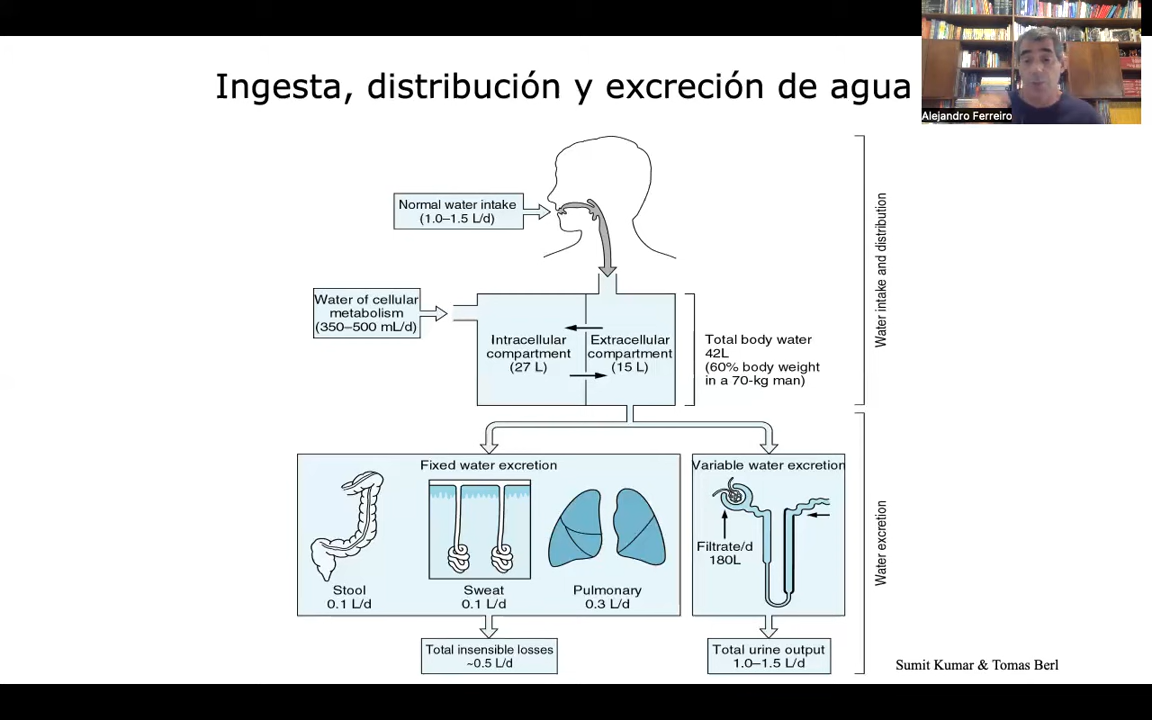 Ingesta, distribución y excreción de agua
Alejandro Ferreiro
Normal water intake
(1.0–1.5 L/d)
Water of cellular
metabolism
(350–500 mL/d)
Intracellular
compartment
(27 L)
Extracellular
compartment
(15 L)
Total body water
42L
(60% body weight
in a 70-kg man)
Water intake and distribution
Fixed water excretion
Stool
0.1 L/d
Sweat
0.1 L/d
Pulmonary
0.3 L/d
Variable water excretion
Filtrate/d
180L
Water excretion
Total insensible losses
~0.5 L/d
Total urine output
1.0–1.5 L/d
Sumit Kumar & Tomas Berl